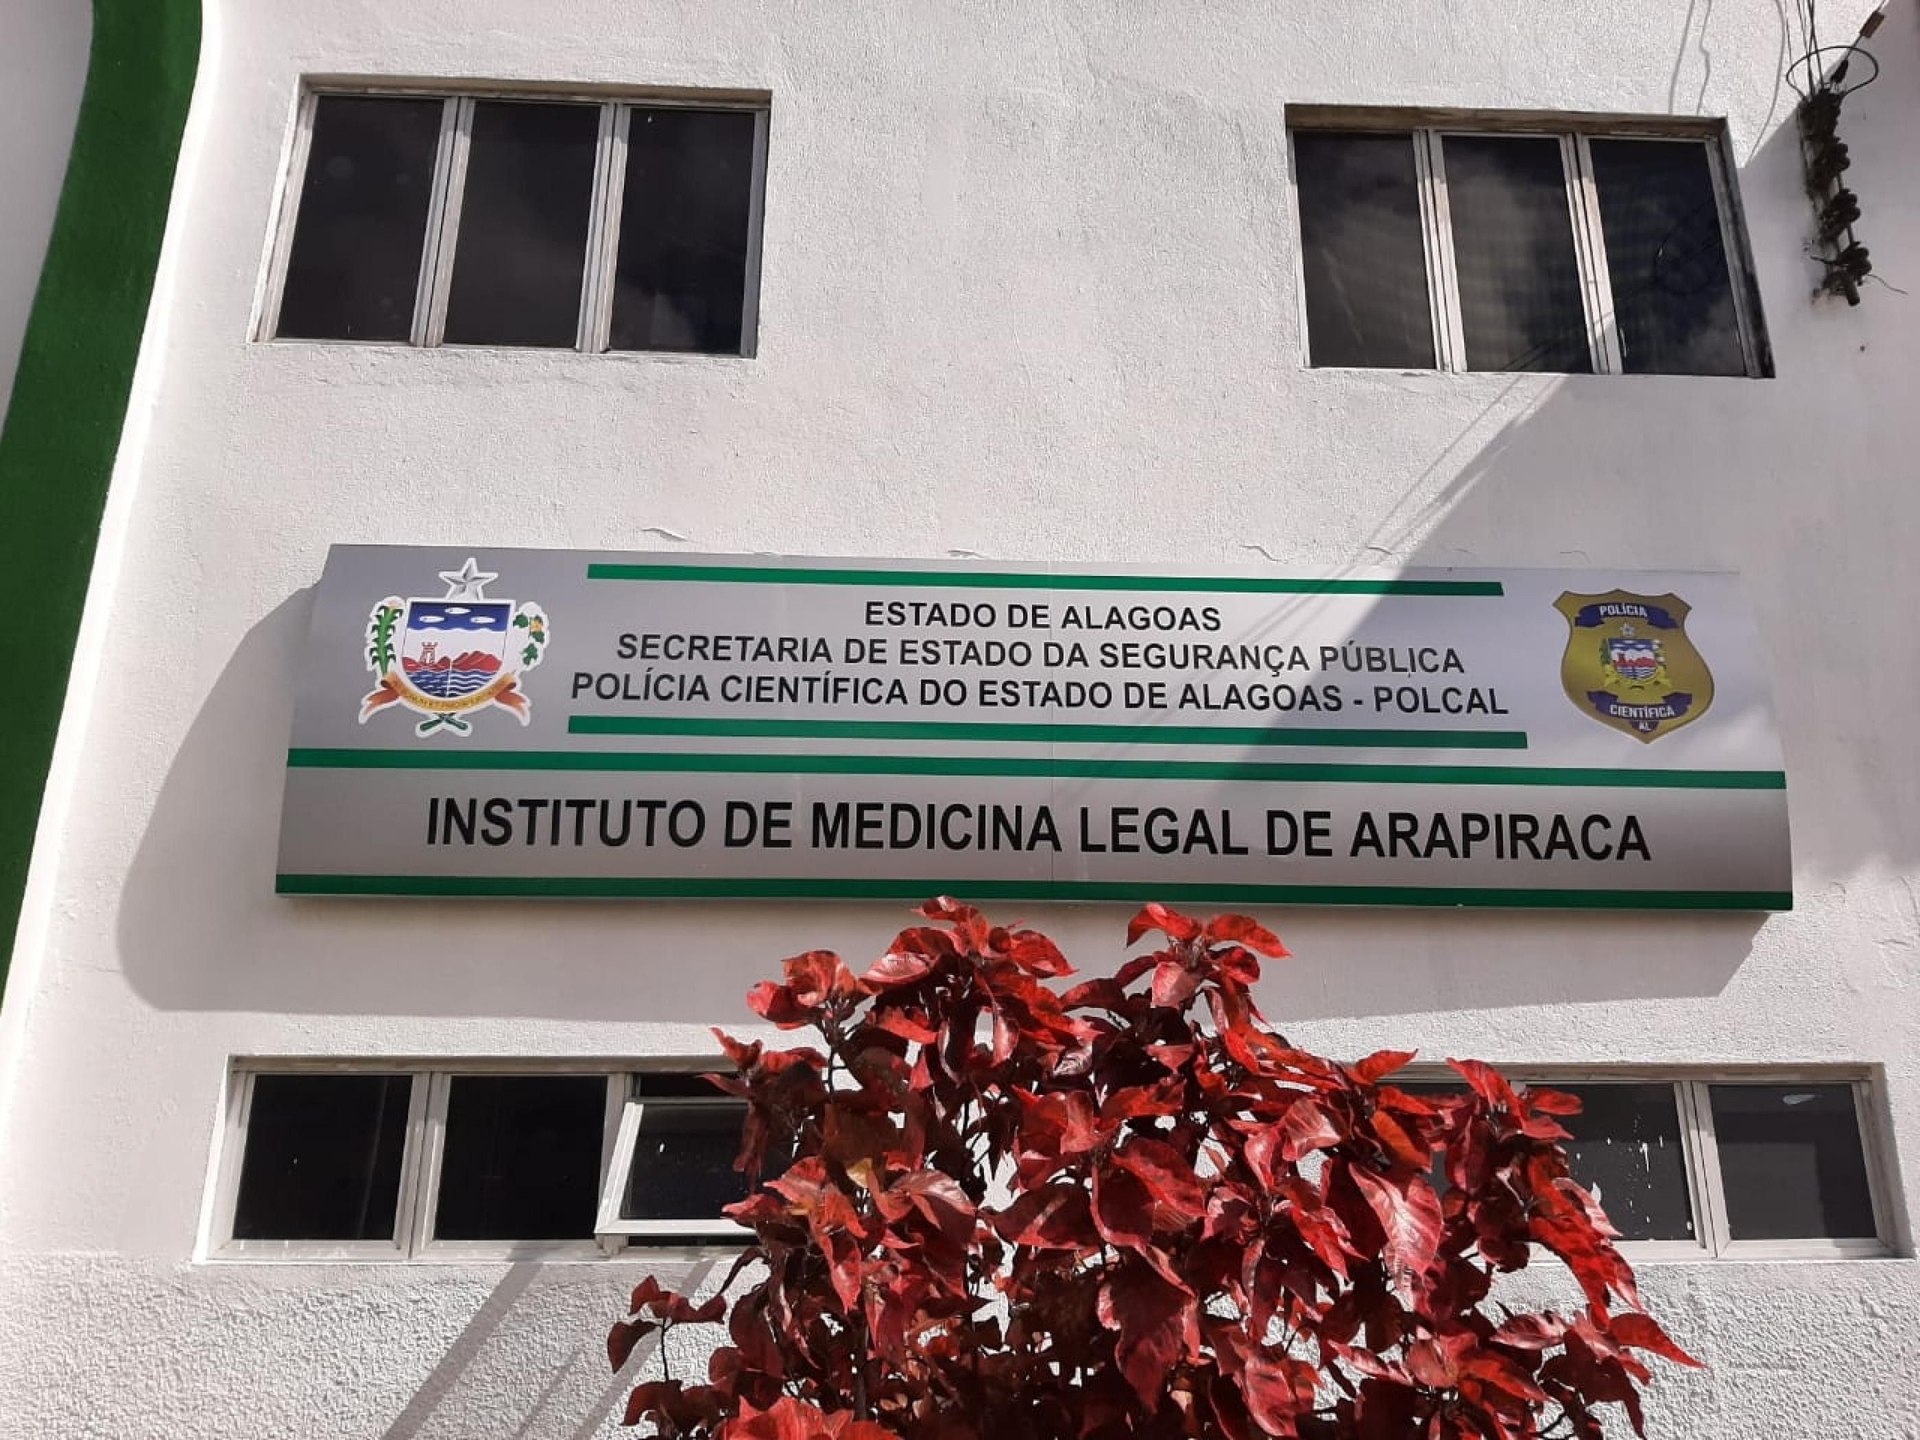 ESTADO DE ALAGOAS
SECRETARIA DE ESTADO DA SEGURANÇA PÚBLICA
POLÍCIA CIENTÍFICA DO ESTADO DE ALAGOAS - POLCAL
POLÍCIA
CIENTÍFICA
AL
INSTITUTO DE MEDICINA LEGAL DE ARAPIRACA